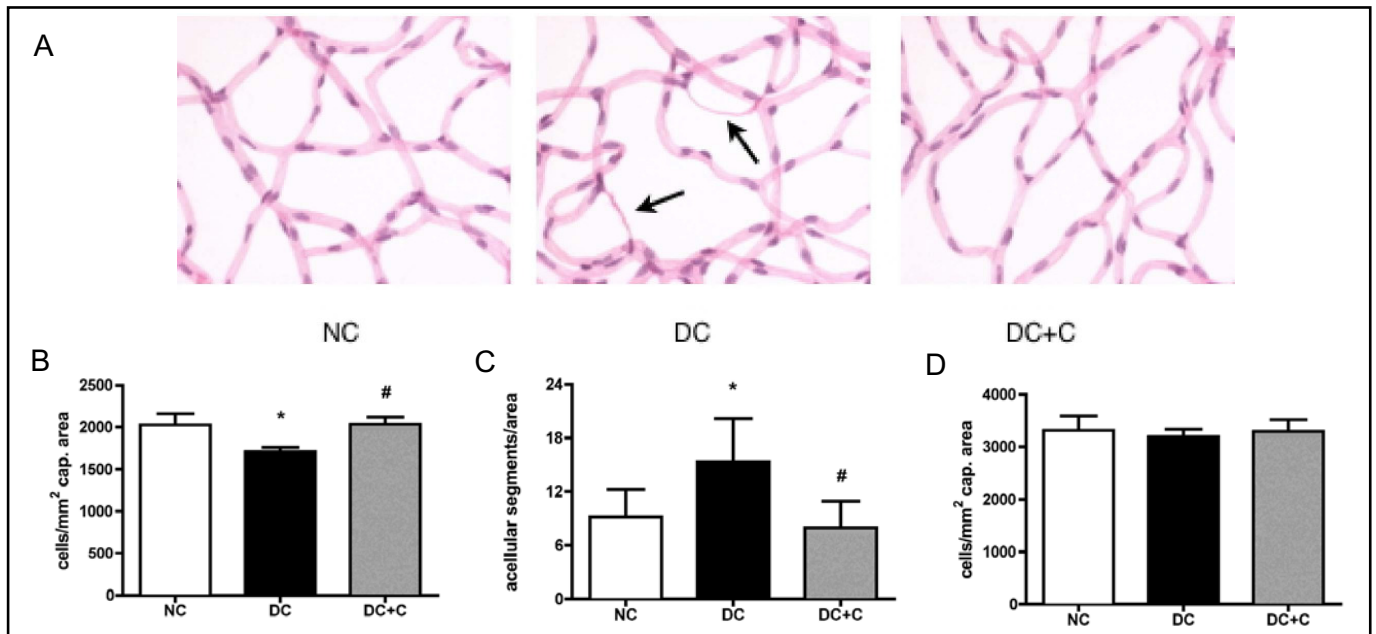 A
NC DC DC+C
B
cells/mm² cap. area
2500
2000
1500
1000
500
0
*
#
NC DC DC+C
C
acellular segments/area
24
18
12
6
0
*
#
NC DC DC+C
D
cells/mm² cap. area
4000
3000
2000
1000
0
NC DC DC+C